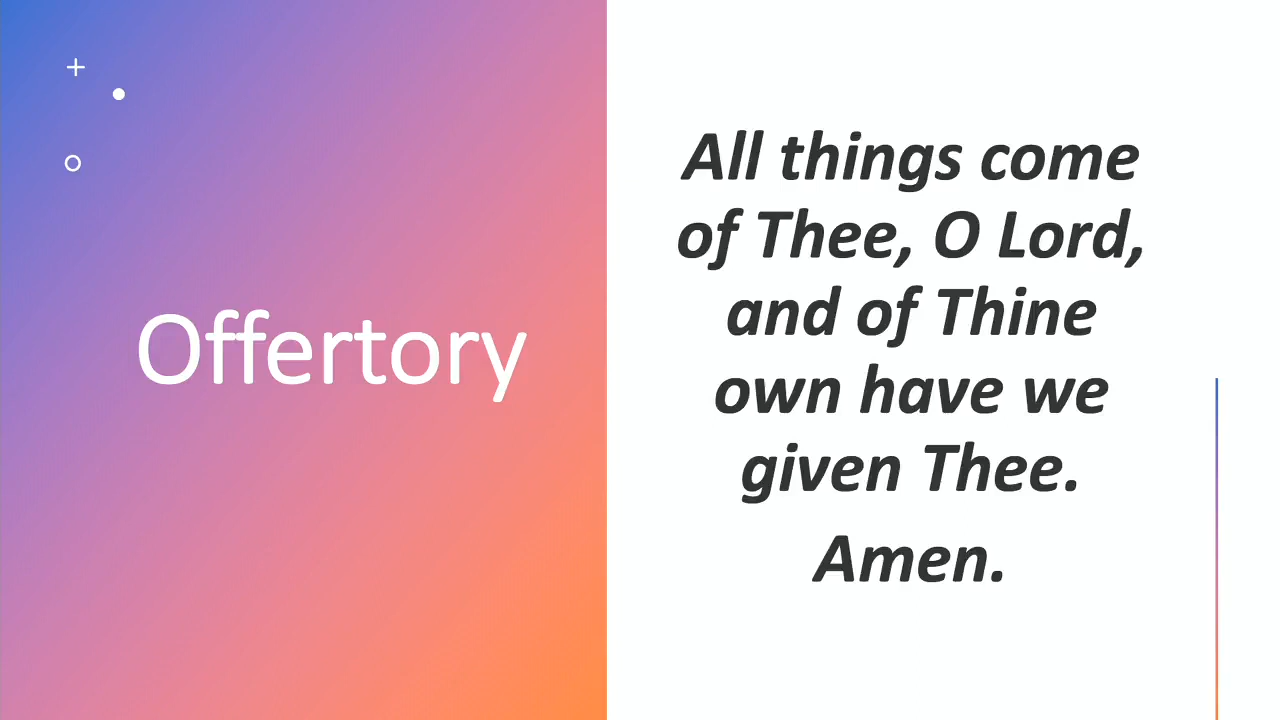 Offertory
All things come
of Thee, O Lord,
and of Thine
own have we
given Thee.
Amen.